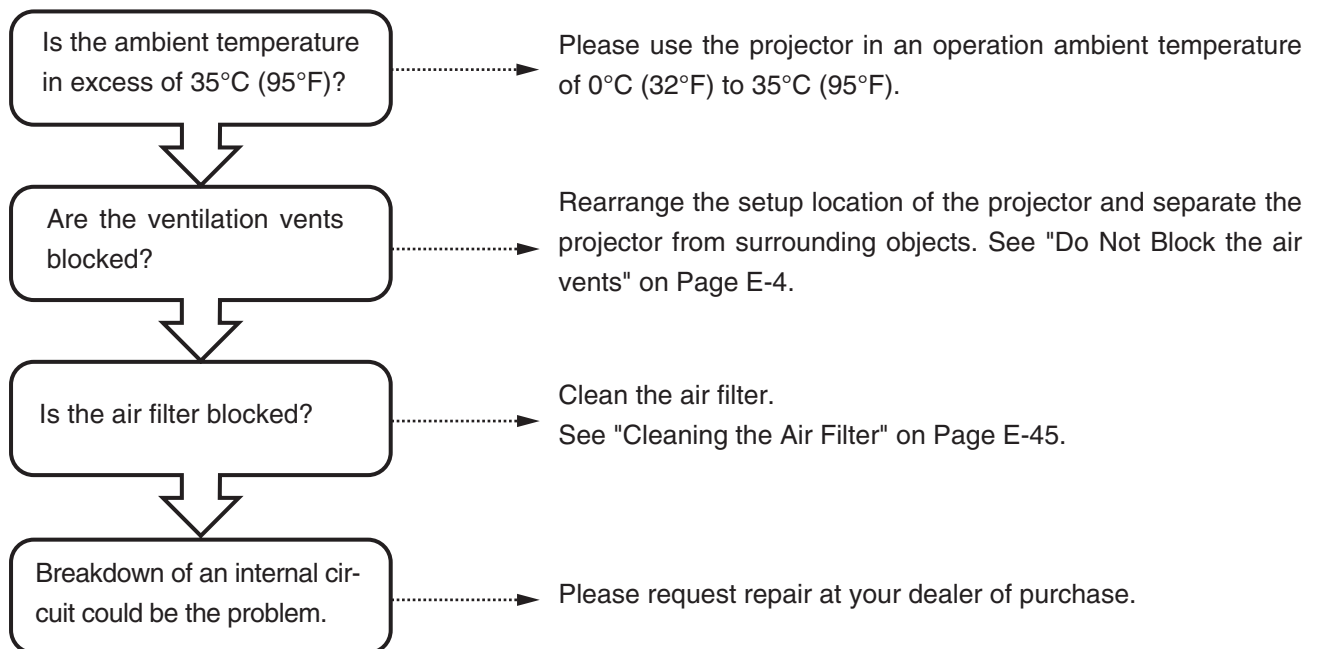 Is the ambient temperature
in excess of 35°C (95°F)?
Please use the projector in an operation ambient temperature
of 0°C (32°F) to 35°C (95°F).
Are the ventilation vents
blocked?
Rearrange the setup location of the projector and separate the
projector from surrounding objects. See "Do Not Block the air
vents" on Page E-4.
Is the air filter blocked?
Clean the air filter.
See "Cleaning the Air Filter" on Page E-45.
Breakdown of an internal cir-
cuit could be the problem.
Please request repair at your dealer of purchase.